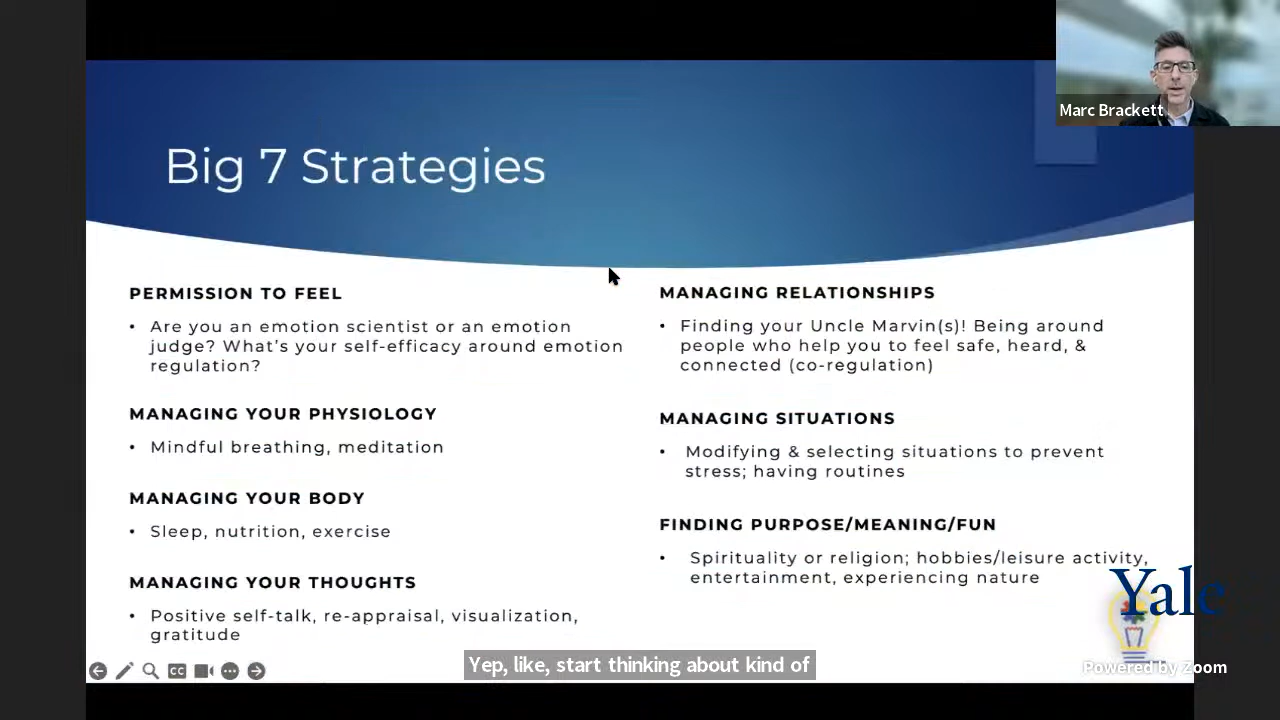 Marc Brackett
Big 7 Strategies
PERMISSION TO FEEL
• Are you an emotion scientist or an emotion
judge? What's your self-efficacy around emotion
regulation?
MANAGING YOUR PHYSIOLOGY
• Mindful breathing, meditation
MANAGING YOUR BODY
• Sleep, nutrition, exercise
MANAGING YOUR THOUGHTS
• Positive self-talk, re-appraisal, visualization,
gratitude
MANAGING RELATIONSHIPS
• Finding your Uncle Marvin(s)! Being around
people who help you to feel safe, heard, &
connected (co-regulation)
MANAGING SITUATIONS
• Modifying & selecting situations to prevent
stress; having routines
FINDING PURPOSE/MEANING/FUN
• Spirituality or religion; hobbies/leisure activity,
entertainment, experiencing nature
Yale
CC
Yep, like, start thinking about kind of
Powered by Zoom